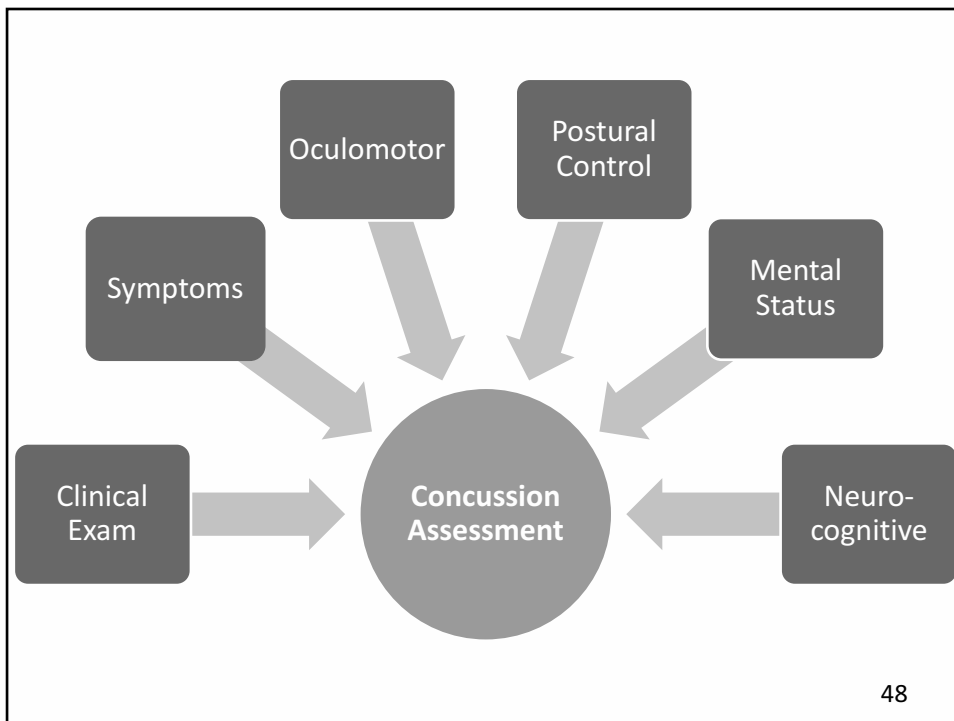 Oculomotor
Postural
Control
Symptoms
Mental
Status
Clinical
Exam
Concussion
Assessment
Neuro-
cognitive
48